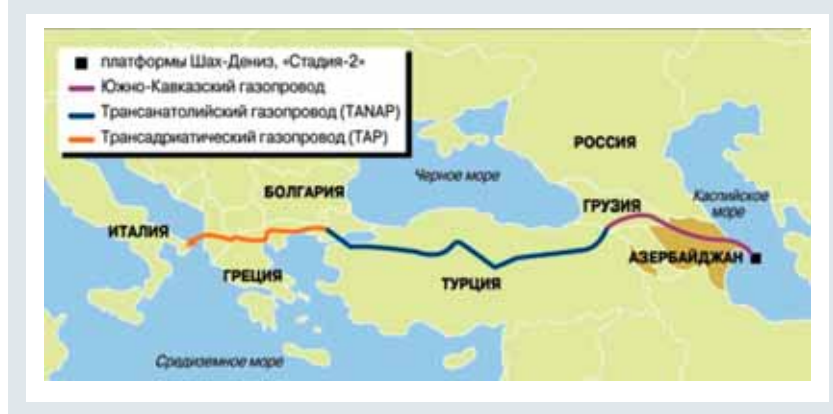 платформы Шах-Дениз, «Стадия-2»
Южно-Кавказский газопровод
Трансанатолийский газопровод (TANAP)
Трансадриатический газопровод (TAP)
РОССИЯ
Черное море
БОЛГАРИЯ
Каспийское
море
ГРУЗИЯ
ИТАЛИЯ
АЗЕРБАЙДЖАН
ГРЕЦИЯ
ТУРЦИЯ
Средиземное море